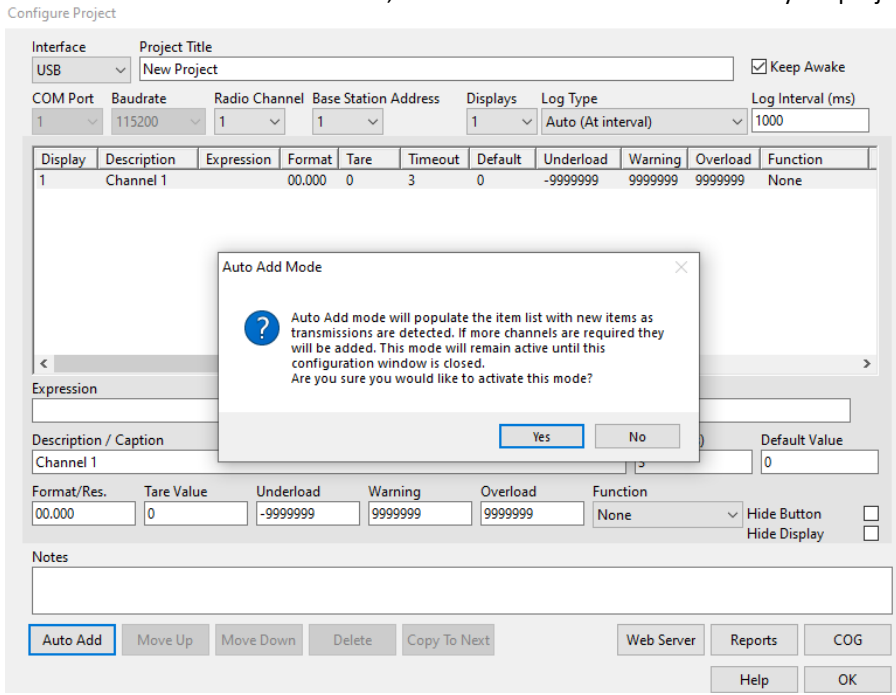 Configure Project
Interface Project Title
USB New Project Keep Awake
COM Port Baudrate Radio Channel Base Station Address Displays Log Type Log Interval (ms)
1 115200 1 1 1 Auto (At interval) 1000
Display Description Expression Format Tare Timeout Default Underload Warning Overload Function
1 Channel 1 00.000 0 3 0 -9999999 9999999 9999999 None
Auto Add Mode
Auto Add mode will populate the item list with new items as
transmissions are detected. If more channels are required they
will be added. This mode will remain active until this
configuration window is closed.
Are you sure you would like to activate this mode?
Yes No
Expression
Description / Caption Default Value
Channel 1 0
Format/Res. Tare Value Underload Warning Overload Function
00.000 0 -9999999 9999999 9999999 None Hide Button
Hide Display
Notes
Auto Add Move Up Move Down Delete Copy To Next Web Server Reports COG
Help OK